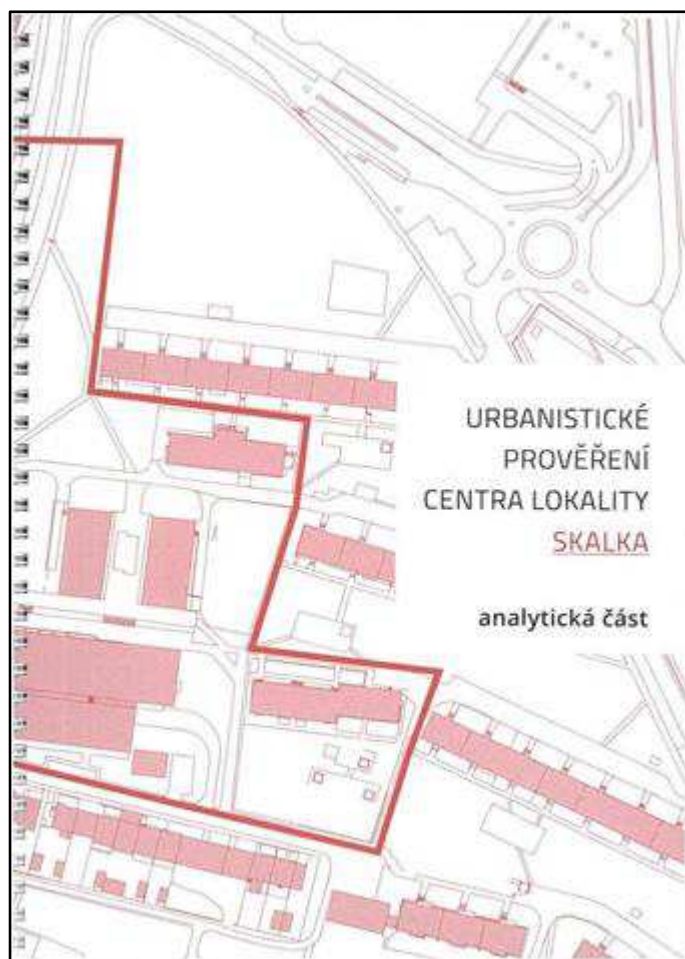 URBANISTICKÉ
PROVĚŘENÍ
CENTRA LOKALITY
SKALKA
analytická část